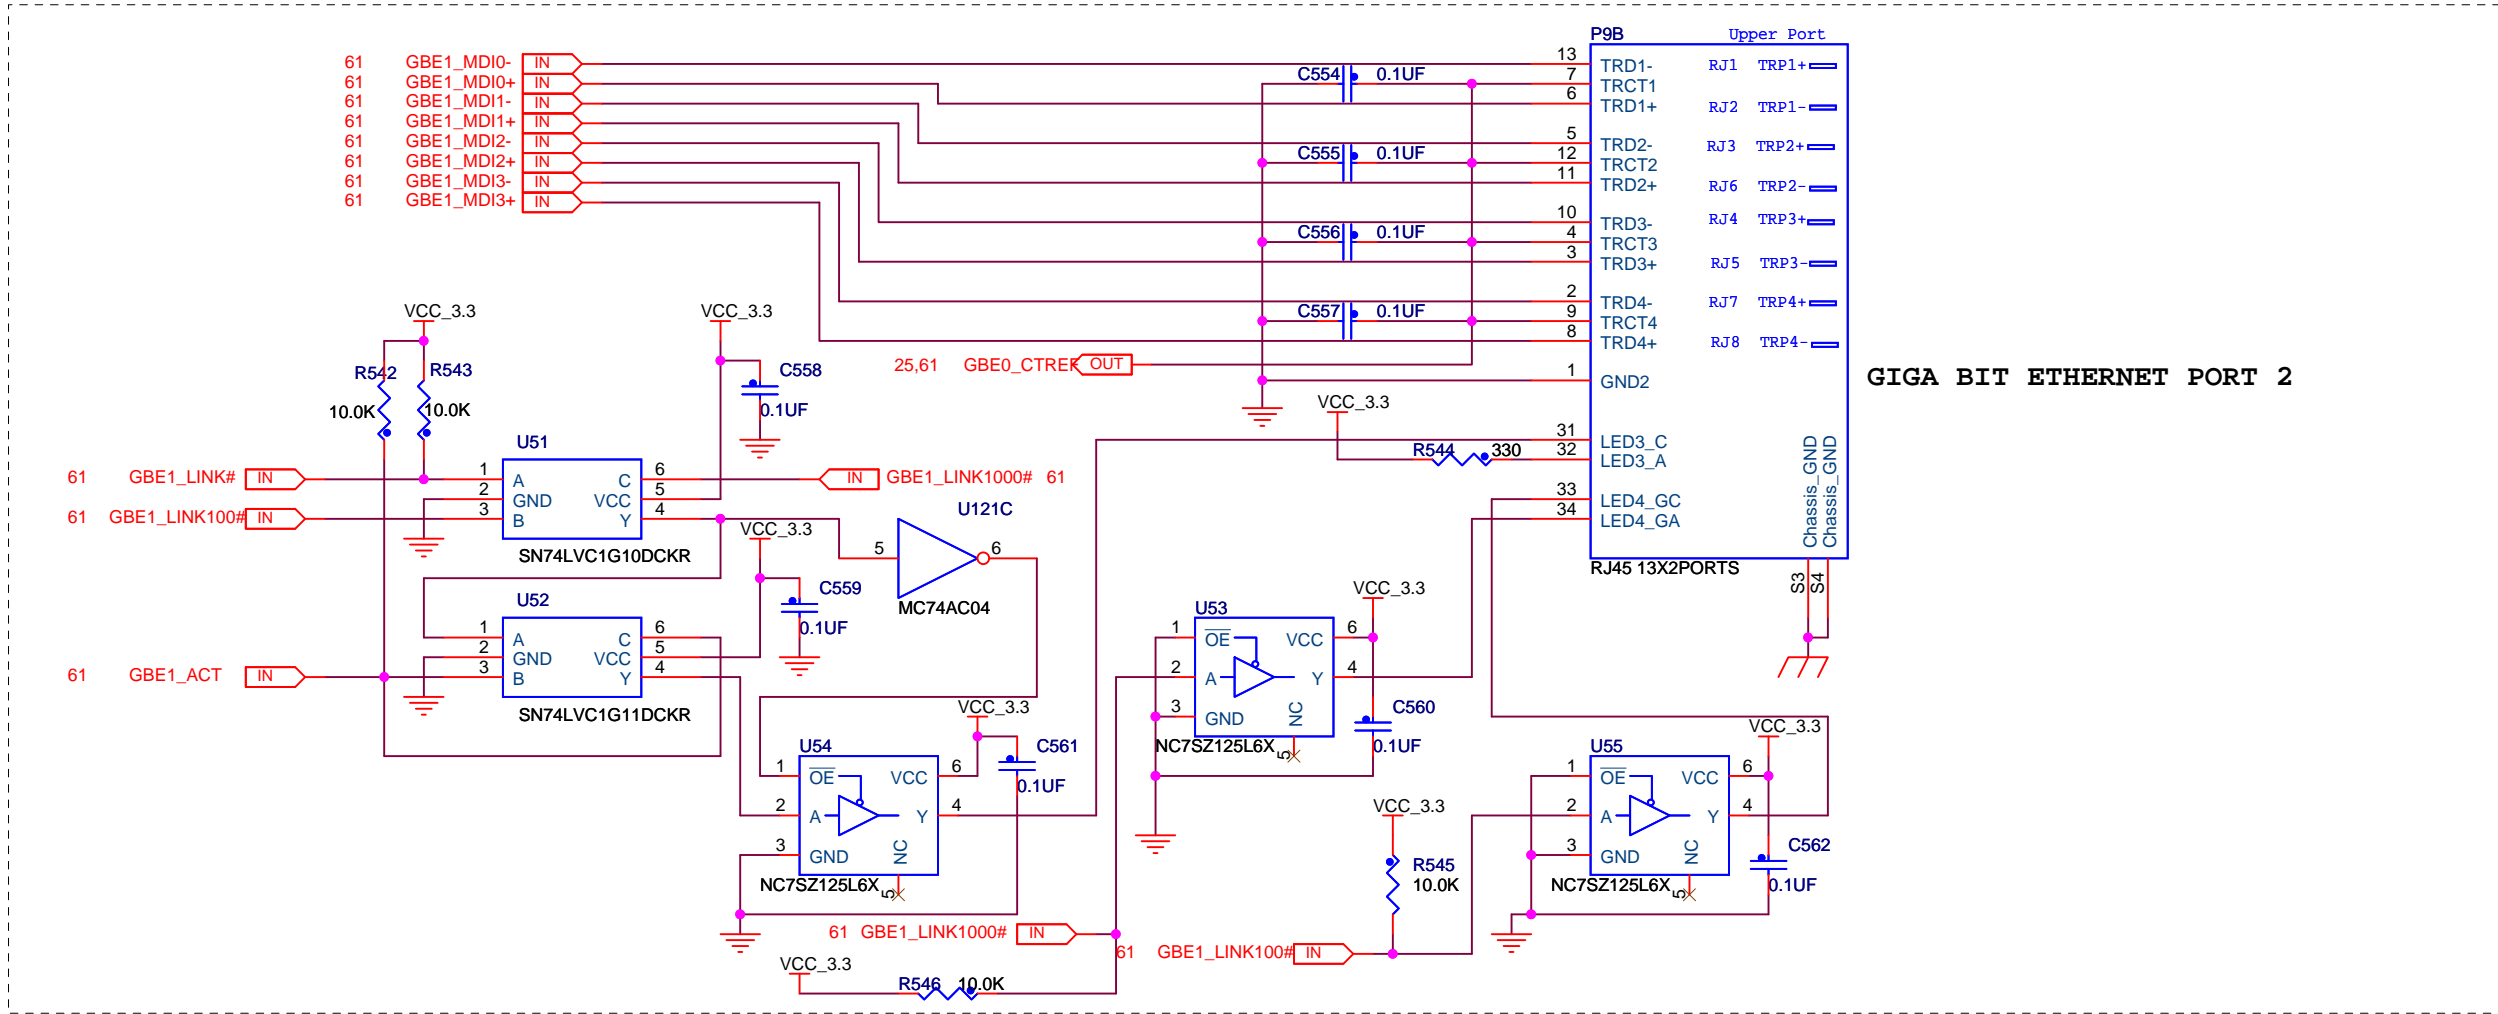 P9B Upper Port
61 GBE1_MDI0- IN
61 GBE1_MDI0+ IN
61 GBE1_MDI1- IN
61 GBE1_MDI1+ IN
61 GBE1_MDI2- IN
61 GBE1_MDI2+ IN
61 GBE1_MDI3- IN
61 GBE1_MDI3+ IN
C554 0.1UF
C555 0.1UF
C556 0.1UF
C557 0.1UF
13 TRD1- RJ1 TRP1+
7 TRCT1
6 TRD1+ RJ2 TRP1-
5 TRD2- RJ3 TRP2+
12 TRCT2
11 TRD2+ RJ6 TRP2-
10 TRD3- RJ4 TRP3+
4 TRCT3
3 TRD3+ RJ5 TRP3-
2 TRD4- RJ7 TRP4+
9 TRCT4
8 TRD4+ RJ8 TRP4-
1 GND2
31 LED3_C
32 LED3_A
33 LED4_GC
34 LED4_GA
Chassis_GND
Chassis_GND
S3
S4
RJ45 13X2PORTS
GIGA BIT ETHERNET PORT 2
25,61 GBE0_CTREF OUT
VCC_3.3
R544 330
VCC_3.3
R542 10.0K
R543 10.0K
VCC_3.3
C558
0.1UF
U51
61 GBE1_LINK# IN
61 GBE1_LINK100# IN
1 A C 6
2 GND VCC 5
3 B Y 4
SN74LVC1G10DCKR
IN GBE1_LINK1000# 61
U121C
5 6
MC74AC04
VCC_3.3
C559
0.1UF
U52
61 GBE1_ACT IN
1 A C 6
2 GND VCC 5
3 B Y 4
SN74LVC1G11DCKR
VCC_3.3
U53
1 OE VCC 6
2 A Y 4
3 GND NC 5
NC7SZ125L6X
C560
0.1UF
VCC_3.3
U54
1 OE VCC 6
2 A Y 4
3 GND NC 5
NC7SZ125L6X
C561
0.1UF
VCC_3.3
U55
1 OE VCC 6
2 A Y 4
3 GND NC 5
NC7SZ125L6X
C562
0.1UF
VCC_3.3
R545
10.0K
61 GBE1_LINK1000# IN
61 GBE1_LINK100# IN
VCC_3.3
R546 10.0K